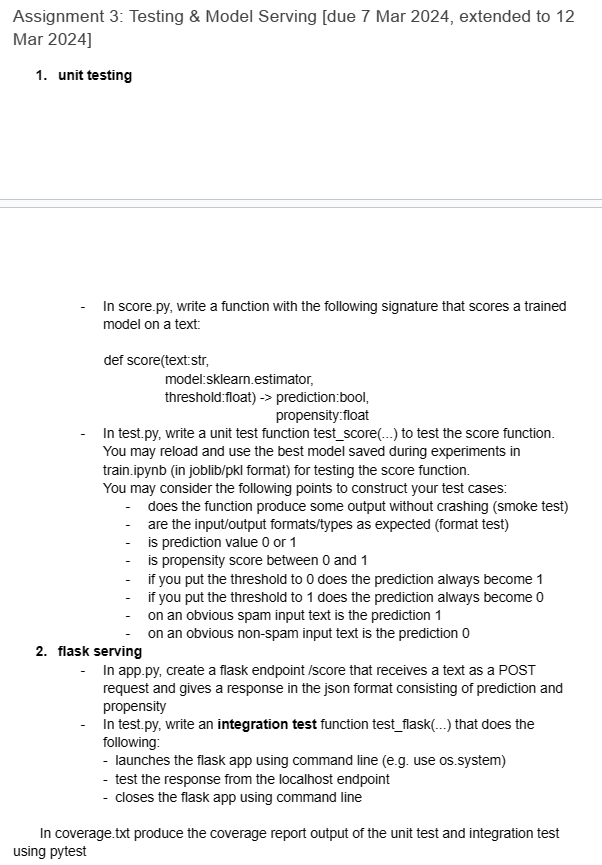 Assignment 3: Testing & Model Serving [due 7 Mar 2024, extended to 12
Mar 2024]
1. unit testing
- In score.py, write a function with the following signature that scores a trained
model on a text:
def score(text:str,
model:sklearn.estimator,
threshold:float) -> prediction:bool,
propensity:float
- In test.py, write a unit test function test_score(...) to test the score function.
You may reload and use the best model saved during experiments in
train.ipynb (in joblib/pkl format) for testing the score function.
You may consider the following points to construct your test cases:
- does the function produce some output without crashing (smoke test)
- are the input/output formats/types as expected (format test)
- is prediction value 0 or 1
- is propensity score between 0 and 1
- if you put the threshold to 0 does the prediction always become 1
- if you put the threshold to 1 does the prediction always become 0
- on an obvious spam input text is the prediction 1
- on an obvious non-spam input text is the prediction 0
2. flask serving
- In app.py, create a flask endpoint /score that receives a text as a POST
request and gives a response in the json format consisting of prediction and
propensity
- In test.py, write an integration test function test_flask(...) that does the
following:
- launches the flask app using command line (e.g. use os.system)
- test the response from the localhost endpoint
- closes the flask app using command line
In coverage.txt produce the coverage report output of the unit test and integration test
using pytest